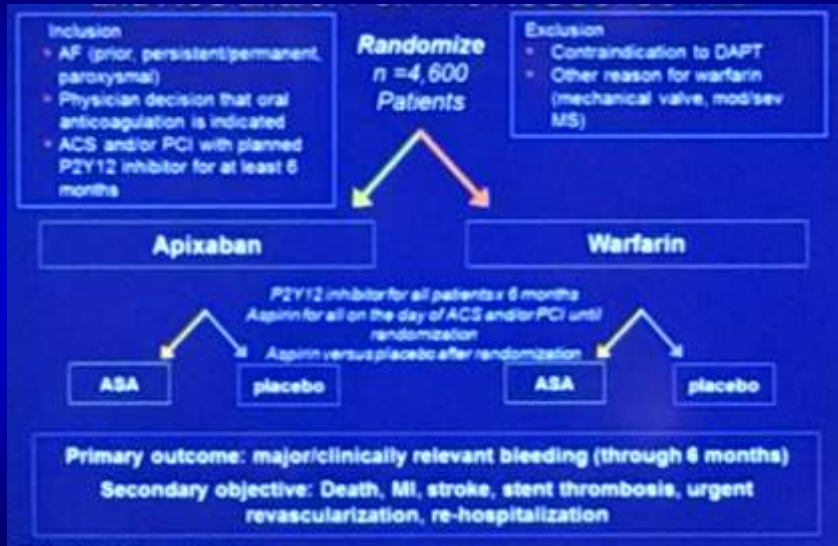 Inclusion
AF (prior, persistent/permanent,
paroxysmal)
Physician decision that oral
anticoagulation is indicated
ACS and/or PCI with planned
P2Y12 inhibitor for at least 6
months
Randomize
n =4,600
Patients
Exclusion
Contraindication to DAPT
Other reason for warfarin
(mechanical valve, mod/sev
MS)
Apixaban
Warfarin
P2Y12 inhibitor for all patients x 6 months
Aspirin for all on the day of ACS and/or PCI until
randomization
Aspirin versus placebo after randomization
ASA
placebo
ASA
placebo
Primary outcome: major/clinically relevant bleeding (through 6 months)
Secondary objective: Death, MI, stroke, stent thrombosis, urgent
revascularization, re-hospitalization